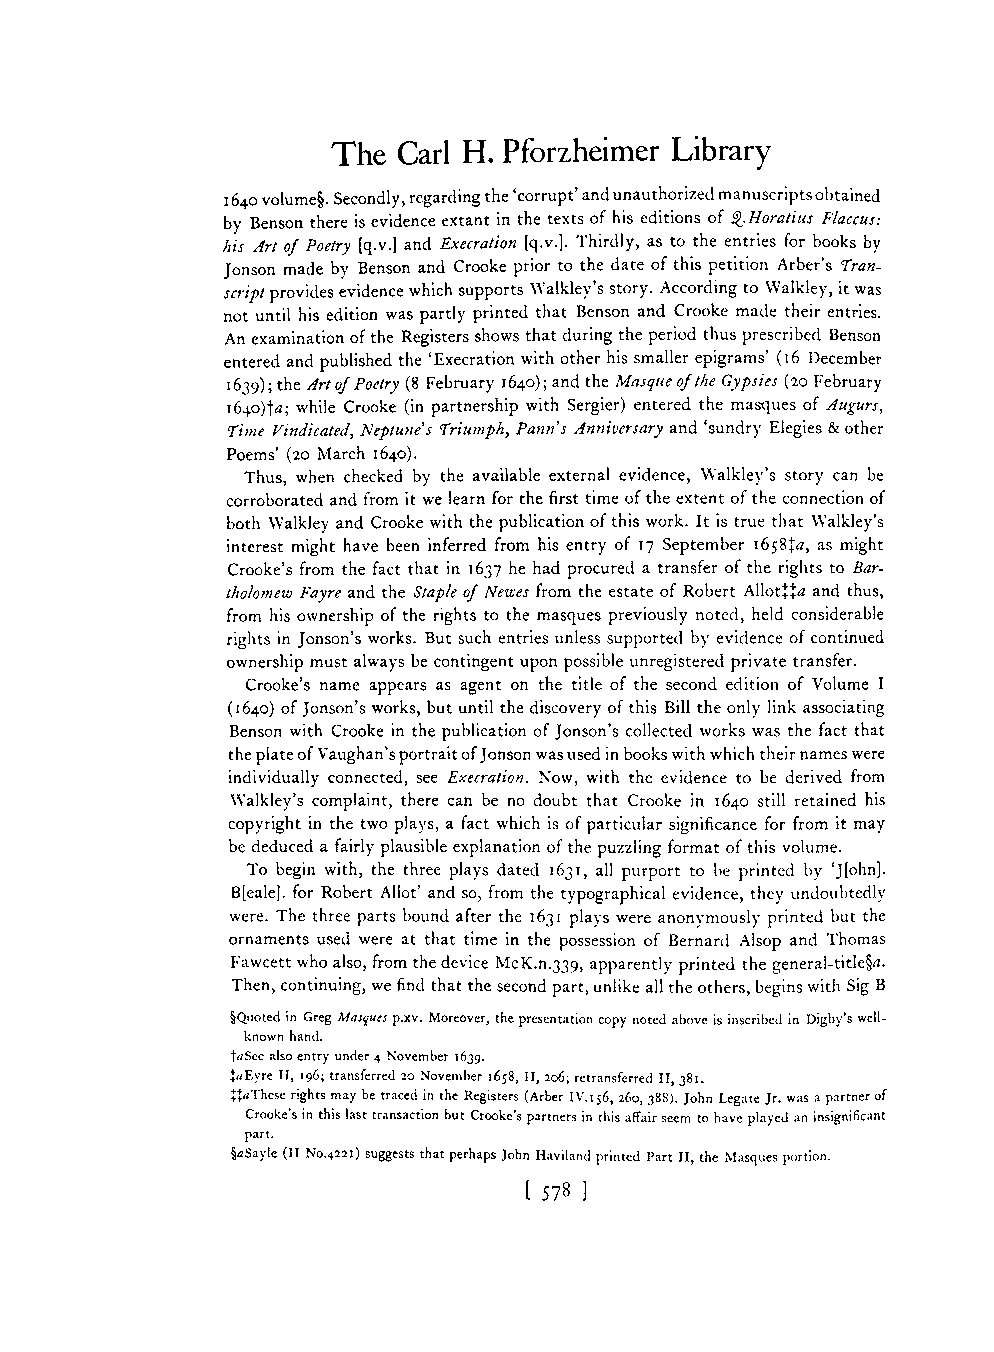 The Carl H. Pforzheimer Library
1640 volume§. Secondly, regarding the 'corrupt' and unauthorized manuscripts obtained
by Benson there is evidence extant in the texts of his editions of Q. Horatius Flaccus:
his Art of Poetry [q.v.] and Execration [q.v.]. Thirdly, as to the entries for books by
Jonson made by Benson and Crooke prior to the date of this petition Arber's Tran-
script provides evidence which supports Walkley's story. According to Walkley, it was
not until his edition was partly printed that Benson and Crooke made their entries.
An examination of the Registers shows that during the period thus prescribed Benson
entered and published the 'Execration with other his smaller epigrams' (16 December
1639); the Art of Poetry (8 February 1640); and the Masque of the Gypsies (20 February
1640)†a; while Crooke (in partnership with Sergier) entered the masques of Augurs,
Time Vindicated, Neptune's Triumph, Pann's Anniversary and 'sundry Elegies & other
Poems' (20 March 1640).
Thus, when checked by the available external evidence, Walkley's story can be
corroborated and from it we learn for the first time of the extent of the connection of
both Walkley and Crooke with the publication of this work. It is true that Walkley's
interest might have been inferred from his entry of 17 September 1658‡a, as might
Crooke's from the fact that in 1637 he had procured a transfer of the rights to Bar-
tholomew Fayre and the Staple of Newes from the estate of Robert Allot‡‡a and thus,
from his ownership of the rights to the masques previously noted, held considerable
rights in Jonson's works. But such entries unless supported by evidence of continued
ownership must always be contingent upon possible unregistered private transfer.
Crooke's name appears as agent on the title of the second edition of Volume I
(1640) of Jonson's works, but until the discovery of this Bill the only link associating
Benson with Crooke in the publication of Jonson's collected works was the fact that
the plate of Vaughan's portrait of Jonson was used in books with which their names were
individually connected, see Execration. Now, with the evidence to be derived from
Walkley's complaint, there can be no doubt that Crooke in 1640 still retained his
copyright in the two plays, a fact which is of particular significance for from it may
be deduced a fairly plausible explanation of the puzzling format of this volume.
To begin with, the three plays dated 1631, all purport to be printed by 'J[ohn].
B[eale]. for Robert Allot' and so, from the typographical evidence, they undoubtedly
were. The three parts bound after the 1631 plays were anonymously printed but the
ornaments used were at that time in the possession of Bernard Alsop and Thomas
Fawcett who also, from the device McK.n.339, apparently printed the general-title§a.
Then, continuing, we find that the second part, unlike all the others, begins with Sig B
§Quoted in Greg Masques p.xv. Moreover, the presentation copy noted above is inscribed in Digby's well-
known hand.
†aSee also entry under 4 November 1639.
‡aEyre II, 196; transferred 20 November 1658, II, 206; retransferred II, 381.
‡‡aThese rights may be traced in the Registers (Arber IV.156, 260, 388). John Legate Jr. was a partner of
Crooke's in this last transaction but Crooke's partners in this affair seem to have played an insignificant
part.
§aSayle (II No.4221) suggests that perhaps John Haviland printed Part II, the Masques portion.
[ 578 ]